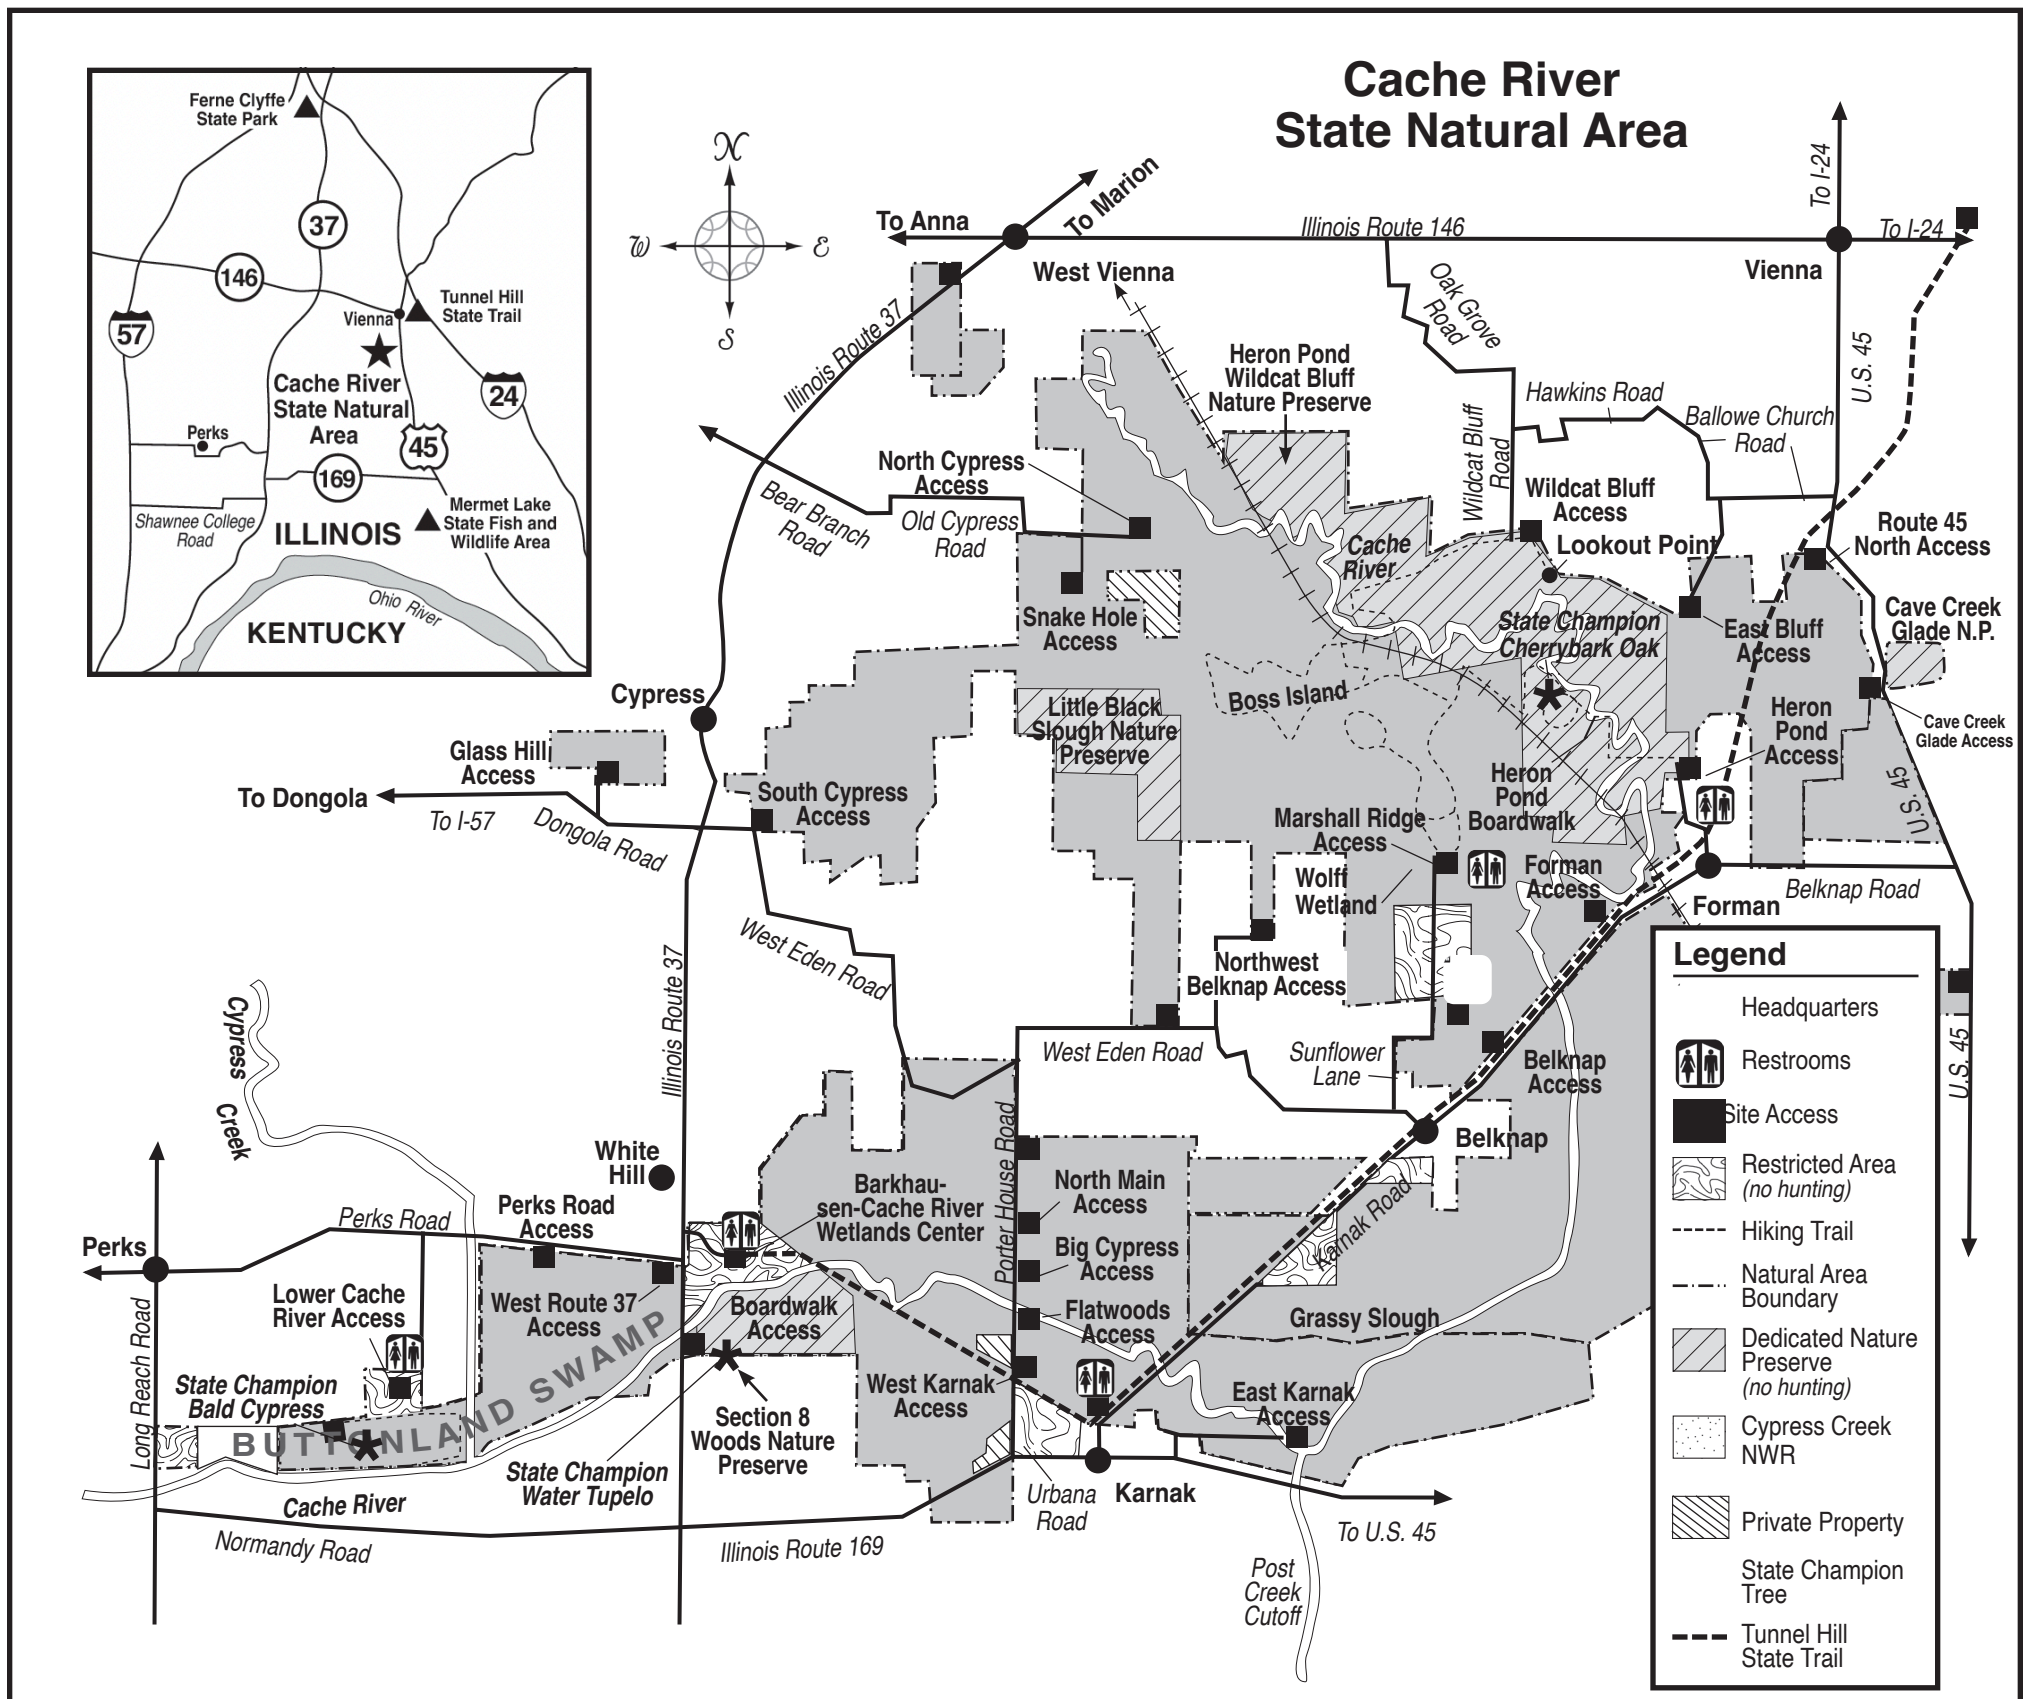 Cache River
State Natural Area
Ferne Clyffe
State Park
37
146
57
Vienna
Tunnel Hill
State Trail
Cache River
State Natural
Area
24
45
Perks
169
Shawnee College
Road
Mermet Lake
State Fish and
Wildlife Area
ILLINOIS
Ohio River
KENTUCKY
N
W
E
S
To Anna
To Marion
Illinois Route 146
To I-24
To I-24
Vienna
West Vienna
Illinois Route 37
Oak Grove
Road
U.S. 45
Heron Pond
Wildcat Bluff
Nature Preserve
Hawkins Road
Ballowe Church
Road
Wildcat Bluff
Road
North Cypress
Access
Bear Branch
Road
Old Cypress
Road
Wildcat Bluff
Access
Lookout Point
Route 45
North Access
Cache
River
Snake Hole
Access
State Champion
Cherrybark Oak
East Bluff
Access
Cave Creek
Glade N.P.
Boss Island
Cypress
Little Black
Slough Nature
Preserve
Heron
Pond
Access
Cave Creek
Glade Access
Glass Hill
Access
To Dongola
To I-57
Dongola Road
South Cypress
Access
Heron
Pond
Boardwalk
U.S. 45
Marshall Ridge
Access
Wolff
Wetland
Forman
Access
Belknap Road
Forman
West Eden Road
Northwest
Belknap Access
Illinois Route 37
West Eden Road
Sunflower
Lane
Belknap
Access
U.S. 45
Cypress
Creek
Belknap
White
Hill
Porter House Road
Barkhau-
sen-Cache River
Wetlands Center
North Main
Access
Karnak Road
Perks Road
Access
Perks Road
Perks
Big Cypress
Access
Lower Cache
River Access
West Route 37
Access
Boardwalk
Access
Flatwoods
Access
Grassy Slough
Long Reach Road
State Champion
Bald Cypress
BUTTONLAND SWAMP
West Karnak
Access
East Karnak
Access
Section 8
Woods Nature
Preserve
State Champion
Water Tupelo
Cache River
Normandy Road
Illinois Route 169
Urbana
Road
Karnak
To U.S. 45
Post
Creek
Cutoff
Legend
Headquarters
Restrooms
Site Access
Restricted Area
(no hunting)
Hiking Trail
Natural Area
Boundary
Dedicated Nature
Preserve
(no hunting)
Cypress Creek
NWR
Private Property
State Champion
Tree
Tunnel Hill
State Trail